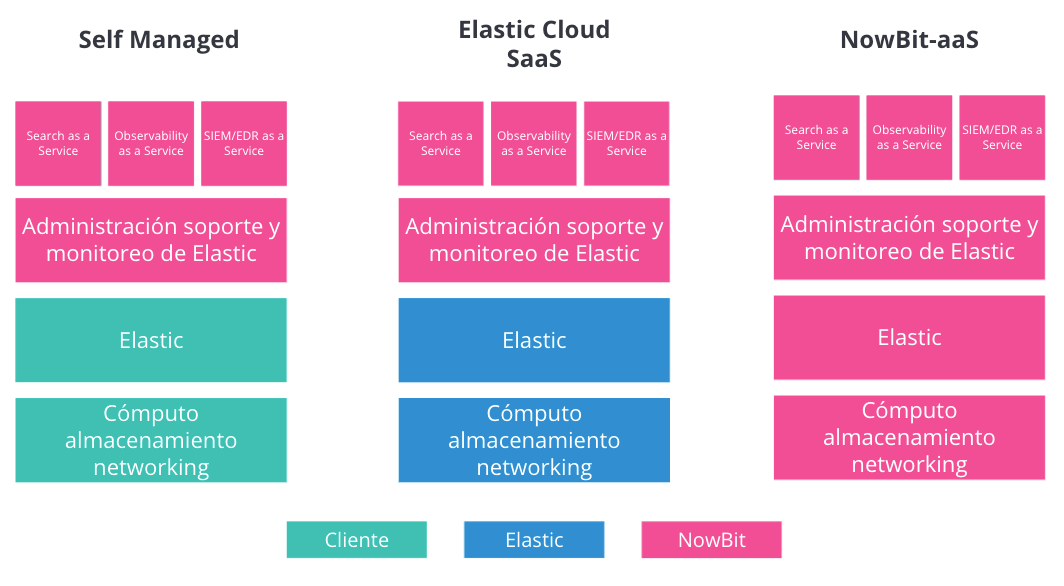 Self Managed
Elastic Cloud
SaaS
NowBit-aaS
Search as a
Service
Observability
as a Service
SIEM/EDR as a
Service
Search as a
Service
Observability
as a Service
SIEM/EDR as a
Service
Search as a
Service
Observability
as a Service
SIEM/EDR as a
Service
Administración soporte y
monitoreo de Elastic
Administración soporte y
monitoreo de Elastic
Administración soporte y
monitoreo de Elastic
Elastic
Elastic
Elastic
Cómputo
almacenamiento
networking
Cómputo
almacenamiento
networking
Cómputo
almacenamiento
networking
Cliente
Elastic
NowBit